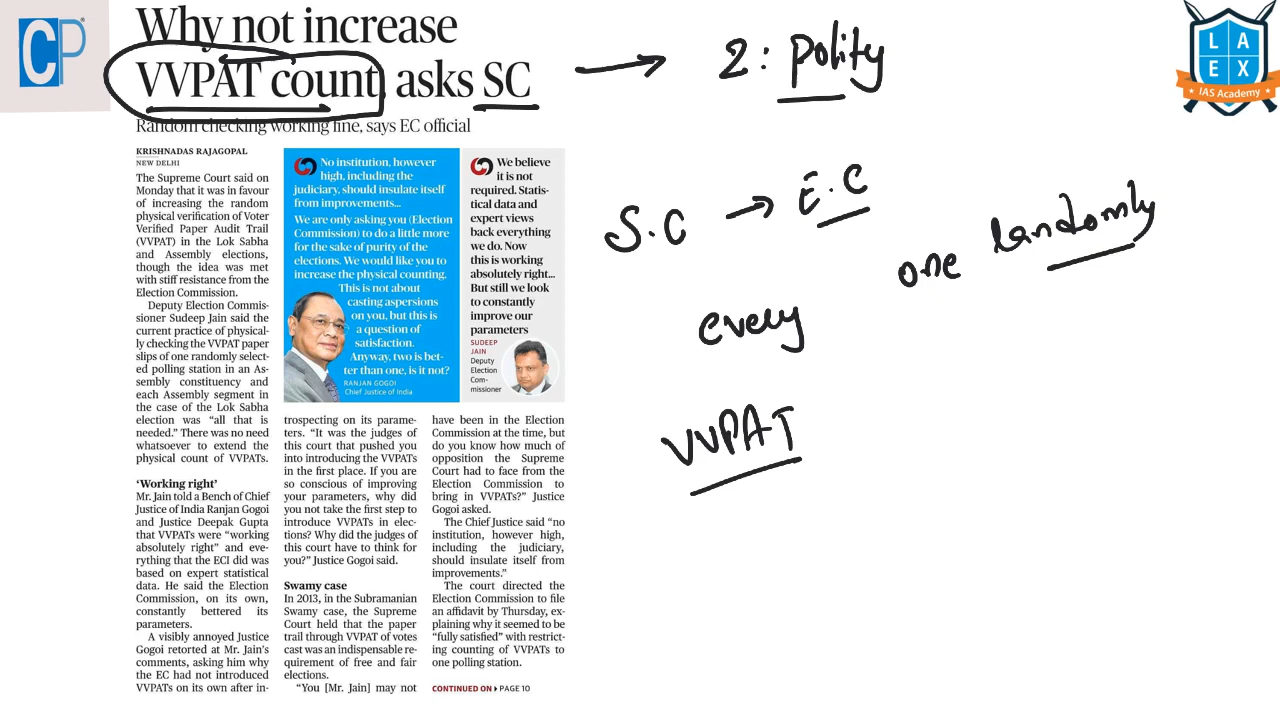 CP
Why not increase
VVPAT count, asks SC
Random checking working fine, says EC official
KRISHNADAS RAJAGOPAL
NEW DELHI
The Supreme Court said on
Monday that it was in favour
of increasing the random
physical verification of Voter
Verified Paper Audit Trail
(VVPAT) in the Lok Sabha
and Assembly elections,
though the idea was met
with stiff resistance from the
Election Commission.
Deputy Election Commis-
sioner Sudeep Jain said the
current practice of physical-
ly checking the VVPAT paper
slips of one randomly select-
ed polling station in an As-
sembly constituency and
each Assembly segment in
the case of the Lok Sabha
election was “all that is
needed.” There was no need
whatsoever to extend the
physical count of VVPATs.
‘Working right’
Mr. Jain told a Bench of Chief
Justice of India Ranjan Gogoi
and Justice Deepak Gupta
that VVPATs were “working
absolutely right” and eve-
rything that the ECI did was
based on expert statistical
data. He said the Election
Commission, on its own,
constantly bettered its
parameters.
A visibly annoyed Justice
Gogoi retorted at Mr. Jain’s
comments, asking him why
the EC had not introduced
VVPATs on its own after in-
No institution, however
high, including the
judiciary, should insulate itself
from improvements...
We are only asking you (Election
Commission) to do a little more
for the sake of purity of the
elections. We would like you to
increase the physical counting.
This is not about
casting aspersions
on you, but this is
a question of
satisfaction.
Anyway, two is bet-
ter than one, is it not?
RANJAN GOGOI
Chief Justice of India
We believe
it is not
required. Statis-
tical data and
expert views
back everything
we do. Now
this is working
absolutely right...
But still we look
to constantly
improve our
parameters
SUDEEP
JAIN
Deputy
Election
Com-
missioner
trospecting on its parame-
ters. “It was the judges of
this court that pushed you
into introducing the VVPATs
in the first place. If you are
so conscious of improving
your parameters, why did
you not take the first step to
introduce VVPATs in elec-
tions? Why did the judges of
this court have to think for
you?” Justice Gogoi said.
Swamy case
In 2013, in the Subramanian
Swamy case, the Supreme
Court held that the paper
trail through VVPAT of votes
cast was an indispensable re-
quirement of free and fair
elections.
“You [Mr. Jain] may not
have been in the Election
Commission at the time, but
do you know how much of
opposition the Supreme
Court had to face from the
Election Commission to
bring in VVPATs?” Justice
Gogoi asked.
The Chief Justice said “no
institution, however high,
including the judiciary,
should insulate itself from
improvements.”
The court directed the
Election Commission to file
an affidavit by Thursday, ex-
plaining why it seemed to be
“fully satisfied” with restrict-
ing counting of VVPATs to
one polling station.
CONTINUED ON PAGE 10
2: Polity
S.C → E.C
one randomly
every
VVPAT
LA
EX
IAS Academy